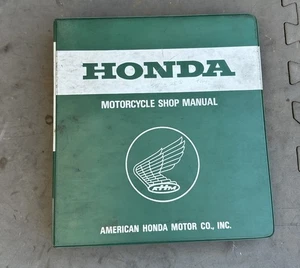 HONDA
MOTORCYCLE SHOP MANUAL
AMERICAN HONDA MOTOR CO., INC.